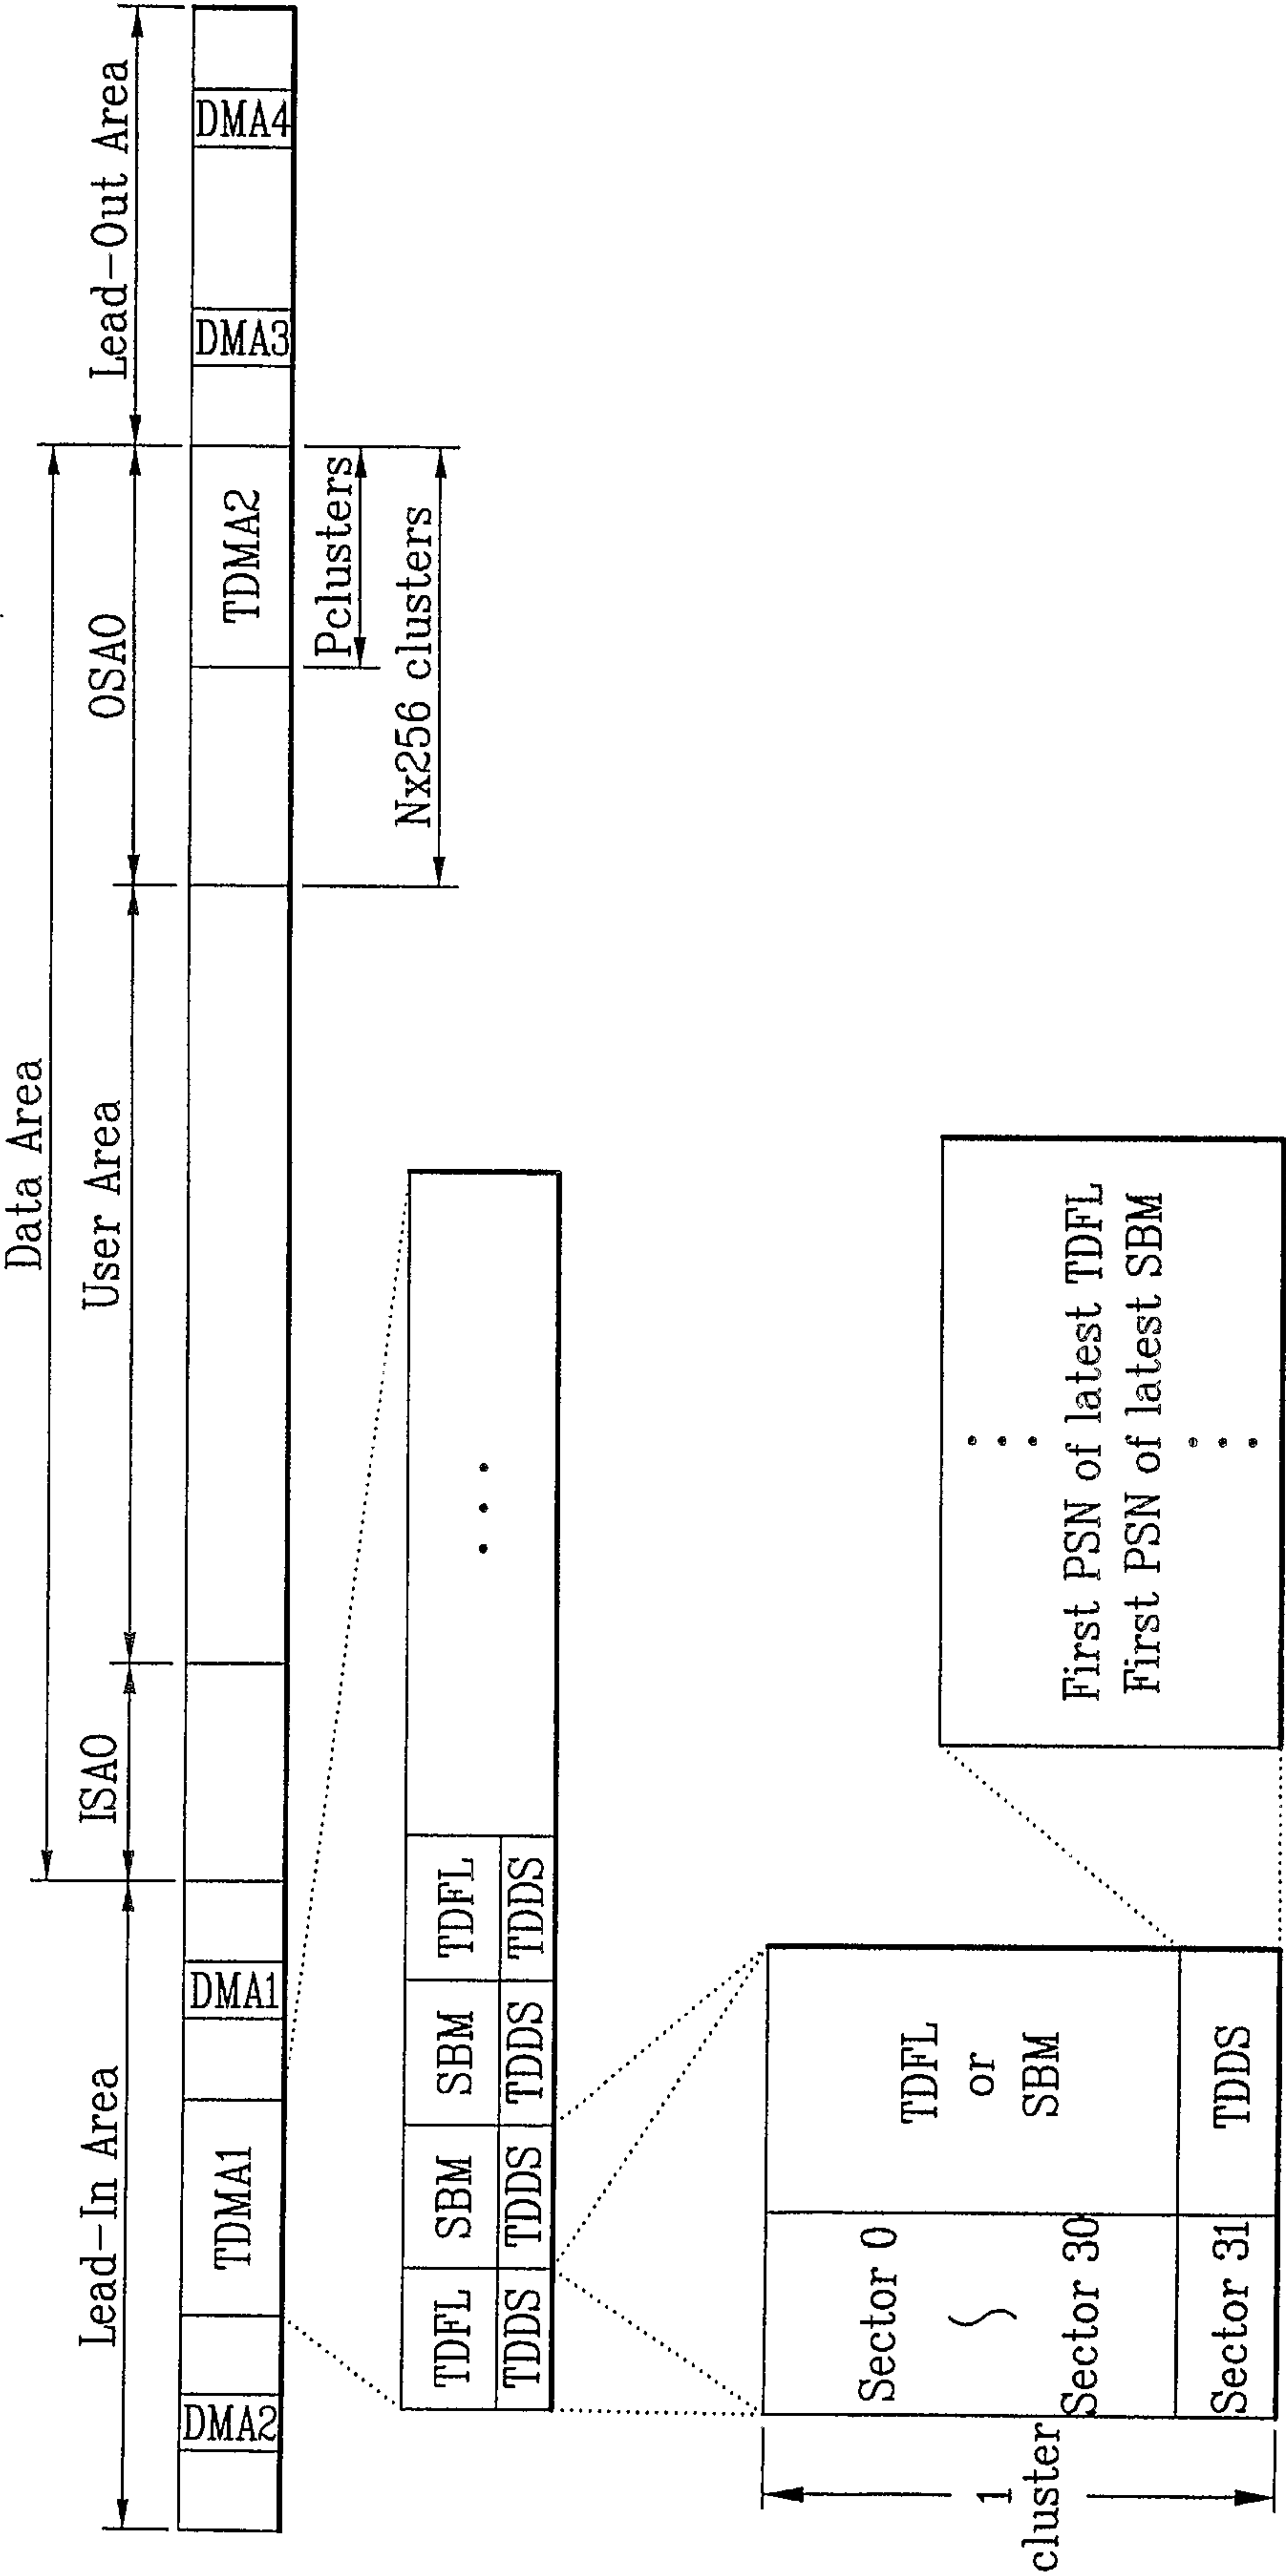 Data Area
Lead-In Area
ISA0
User Area
OSA0
Lead-Out Area
DMA2
TDMA1
DMA1
TDMA2
DMA3
DMA4
Pclusters
Nx256 clusters
TDFL
SBM
SBM
TDFL
TDDS
TDDS
TDDS
TDDS
1
cluster
Sector 0
Sector 30
Sector 31
TDFL
or
SBM
TDDS
First PSN of latest TDFL
First PSN of latest SBM